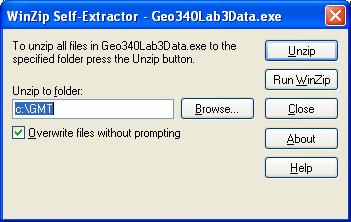 WinZip Self-Extractor - Geo340Lab3Data.exe
To unzip all files in Geo340Lab3Data.exe to the
specified folder press the Unzip button.
Unzip to folder:
c:\GMT
Browse...
Overwrite files without prompting
Unzip
Run WinZip
Close
About
Help